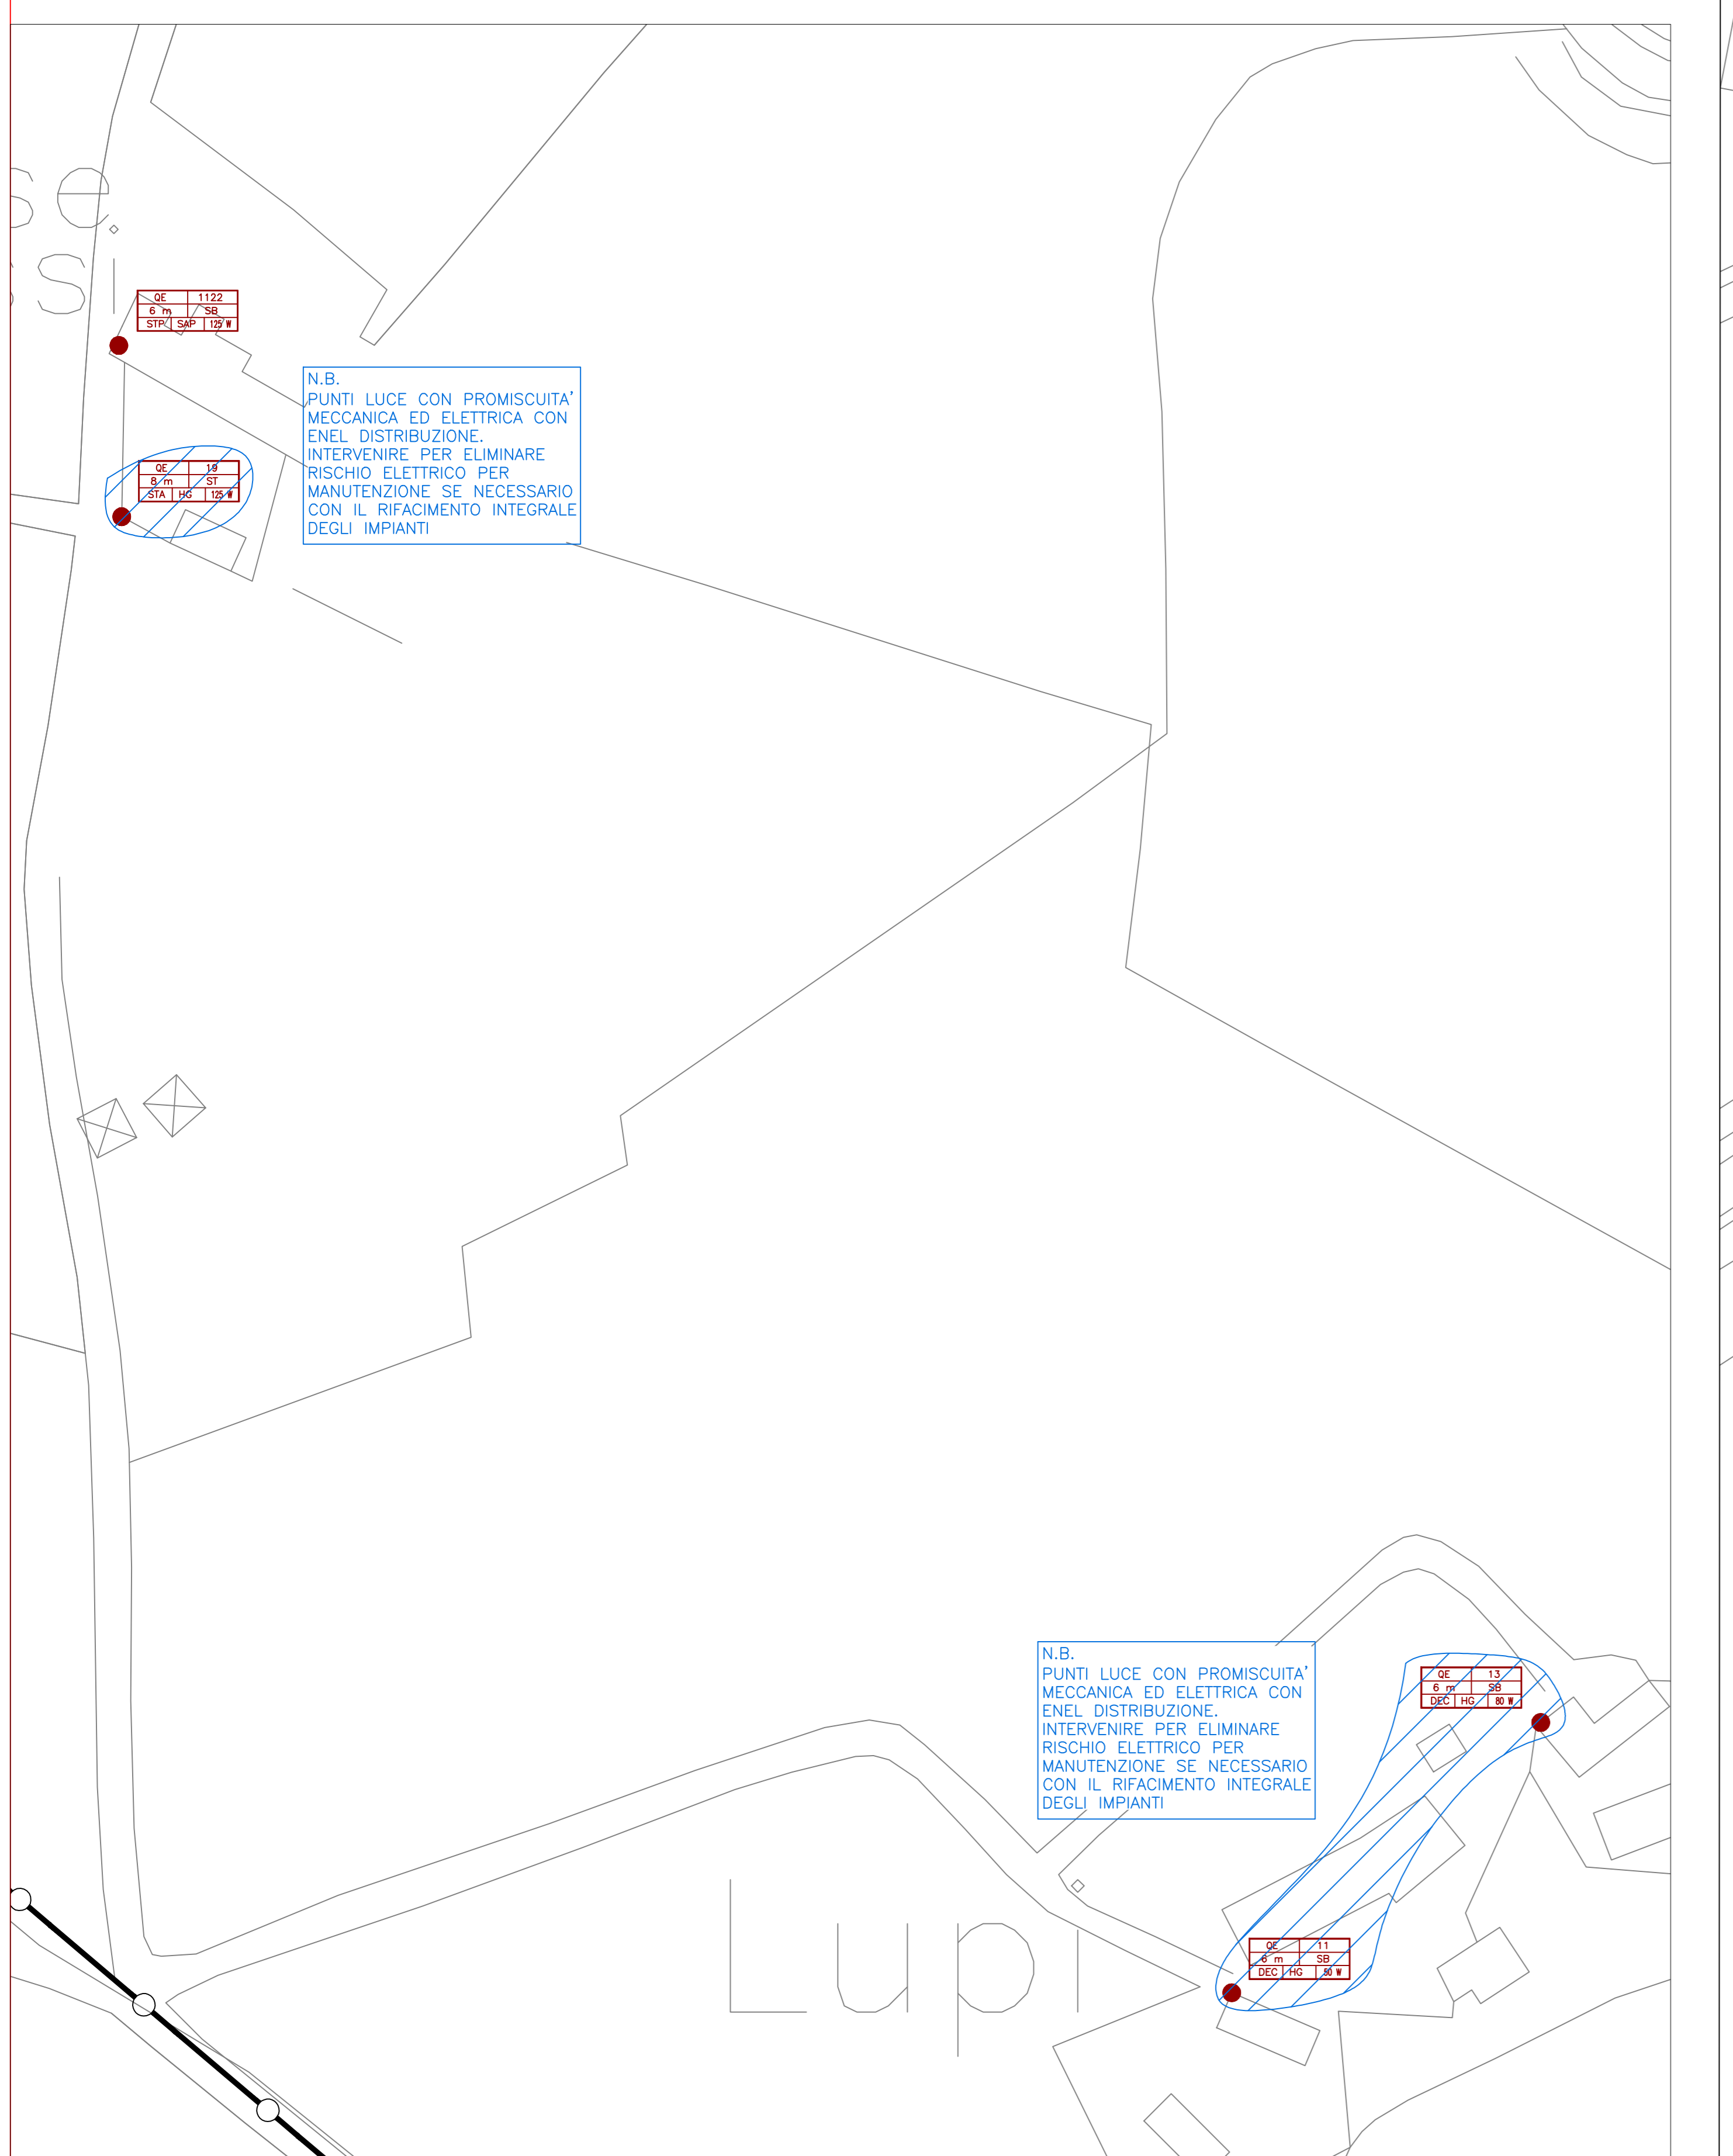 se
si
QE 1122
6 m SB
STP SAP 125 W
N.B.
PUNTI LUCE CON PROMISCUITA'
MECCANICA ED ELETTRICA CON
ENEL DISTRIBUZIONE.
INTERVENIRE PER ELIMINARE
RISCHIO ELETTRICO PER
MANUTENZIONE SE NECESSARIO
CON IL RIFACIMENTO INTEGRALE
DEGLI IMPIANTI
QE 19
8 m ST
STA HG 125 W
N.B.
PUNTI LUCE CON PROMISCUITA'
MECCANICA ED ELETTRICA CON
ENEL DISTRIBUZIONE.
INTERVENIRE PER ELIMINARE
RISCHIO ELETTRICO PER
MANUTENZIONE SE NECESSARIO
CON IL RIFACIMENTO INTEGRALE
DEGLI IMPIANTI
QE 13
6 m SB
DEC HG 80 W
Lupi
QE 11
6 m SB
DEC HG 50 W